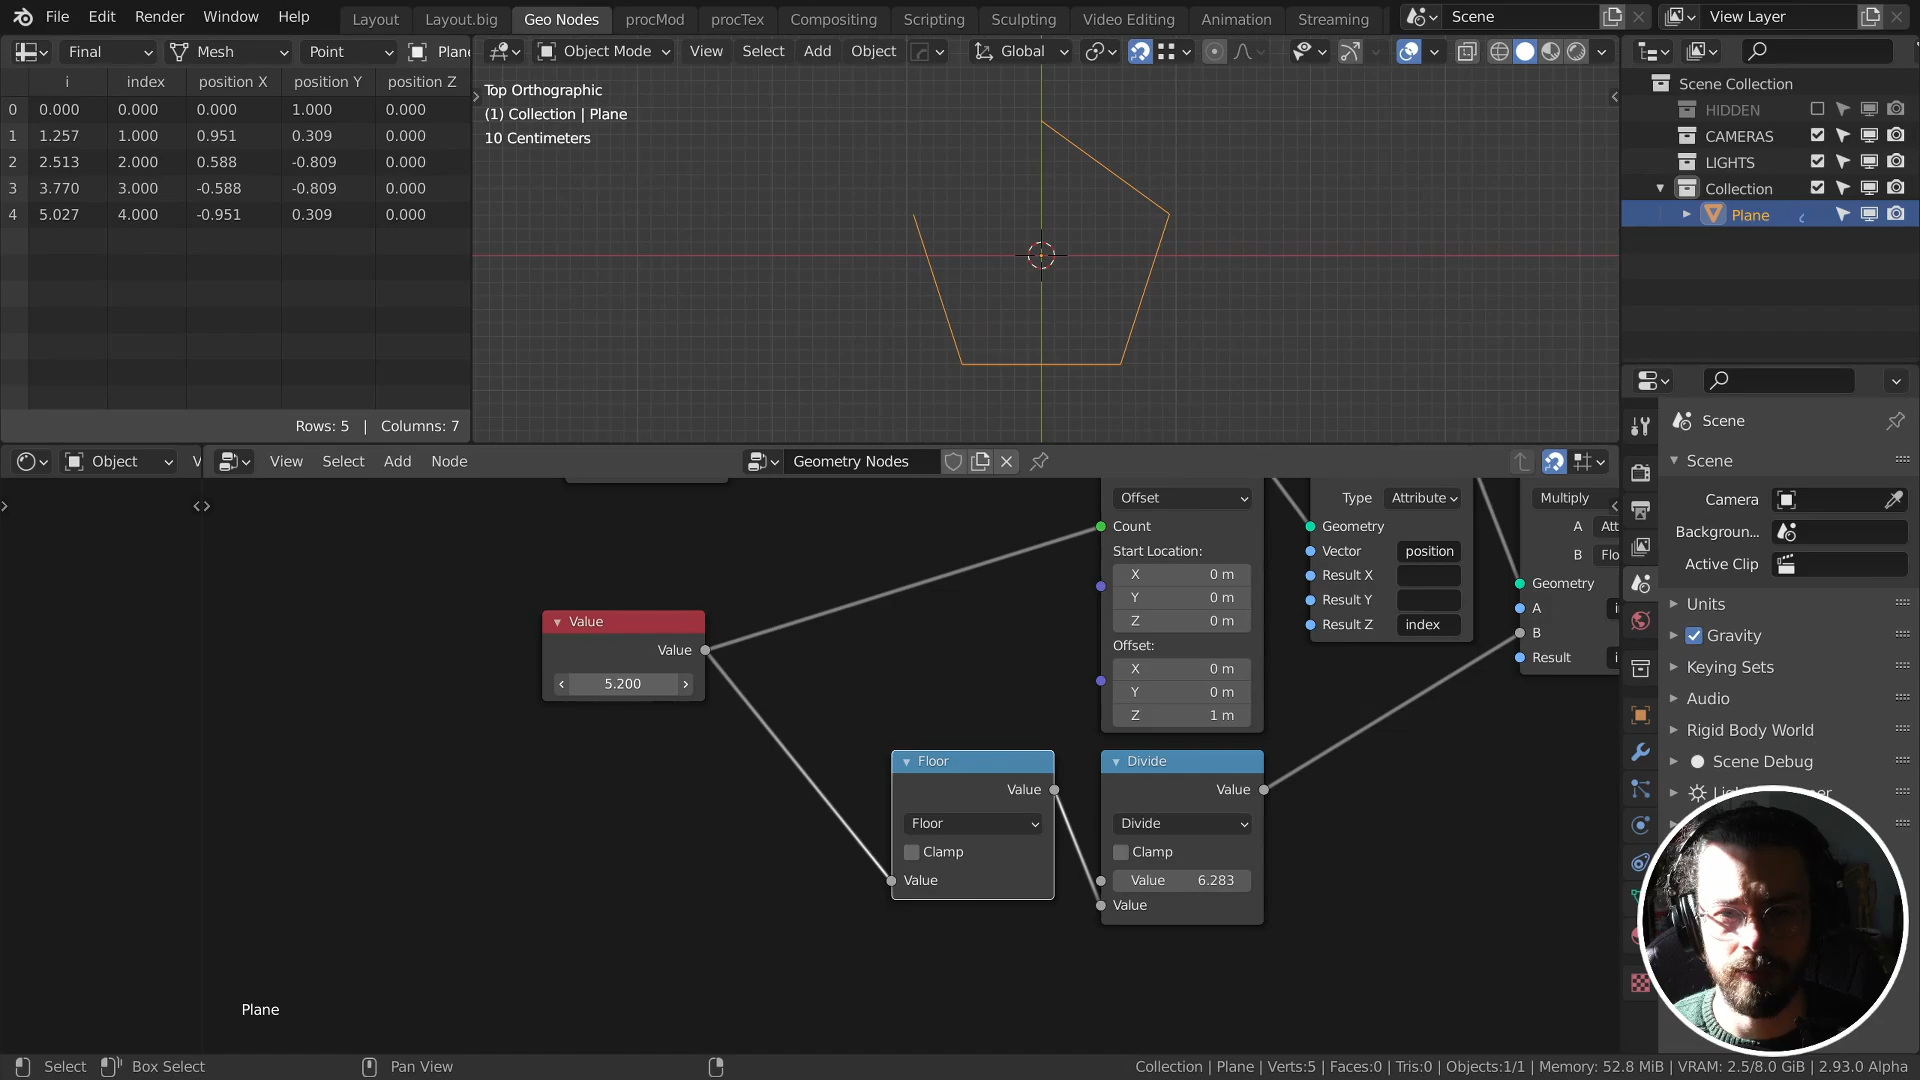 File Edit Render Window Help Layout Layout.big Geo Nodes procMod procTex Compositing Scripting Sculpting Video Editing Animation Streaming Scene View Layer
Final Mesh Point Plane
Object Mode View Select Add Object Global
i index position X position Y position Z
0 0.000 0.000 0.000 1.000 0.000
1 1.257 1.000 0.951 0.309 0.000
2 2.513 2.000 0.588 -0.809 0.000
3 3.770 3.000 -0.588 -0.809 0.000
4 5.027 4.000 -0.951 0.309 0.000
Rows: 5 | Columns: 7
Top Orthographic
(1) Collection | Plane
10 Centimeters
Scene Collection
HIDDEN
CAMERAS
LIGHTS
Collection
Plane
Object V
View Select Add Node Geometry Nodes
Value
Value
5.200
Floor
Value
Floor
Clamp
Value
Offset
Count
Start Location:
X 0 m
Y 0 m
Z 0 m
Offset:
X 0 m
Y 0 m
Z 1 m
Divide
Value
Divide
Clamp
Value 6.283
Value
Type Attribute
Geometry
Vector position
Result X
Result Y
Result Z index
Multiply
A Att
B Flo
Geometry
A i
B
Result i
Plane
Scene
Scene
Camera
Backgroun...
Active Clip
Units
Gravity
Keying Sets
Audio
Rigid Body World
Scene Debug
Select Box Select Pan View Collection | Plane | Verts:5 | Faces:0 | Tris:0 | Objects:1/1 | Memory: 52.8 MiB | VRAM: 2.5/8.0 GiB | 2.93.0 Alpha